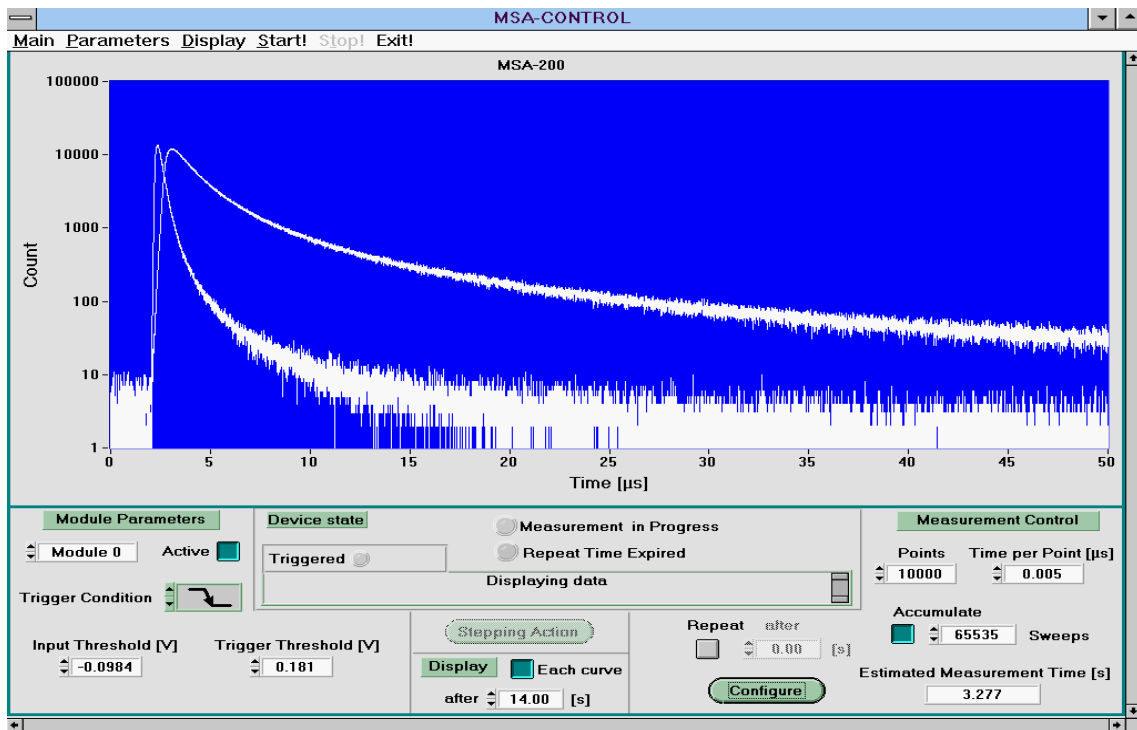 MSA-CONTROL
Main Parameters Display Start! Stop! Exit!
MSA-200
100000
10000
1000
100
10
1
Count
0 5 10 15 20 25 30 35 40 45 50
Time [µs]
Module Parameters
Module 0 Active
Trigger Condition
Input Threshold [V] Trigger Threshold [V]
-0.0984 0.181
Device state
Measurement in Progress
Triggered Repeat Time Expired
Displaying data
Stepping Action
Display Each curve
after 14.00 [s]
Repeat after
0.00 [s]
Configure
Measurement Control
Points Time per Point [µs]
10000 0.005
Accumulate
65535 Sweeps
Estimated Measurement Time [s]
3.277